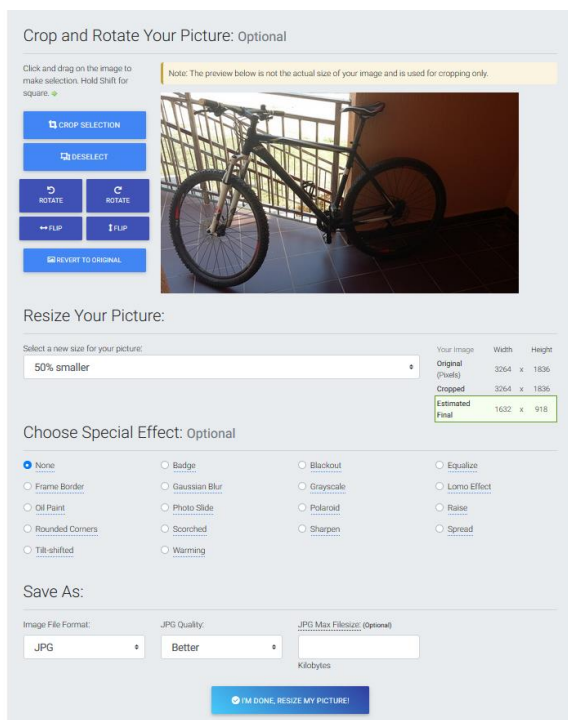 Crop and Rotate Your Picture: Optional
Click and drag on the image to
make selection. Hold Shift for
square.
Note: The preview below is not the actual size of your image and is used for cropping only.
CROP SELECTION
DESELECT
ROTATE ROTATE
FLIP FLIP
REVERT TO ORIGINAL
Resize Your Picture:
Select a new size for your picture:
50% smaller
Your Image Width Height
Original
(Pixels) 3264 x 1836
Cropped 3264 x 1836
Estimated
Final 1632 x 918
Choose Special Effect: Optional
None Badge Blackout Equalize
Frame Border Gaussian Blur Grayscale Lomo Effect
Oil Paint Photo Slide Polaroid Raise
Rounded Corners Scorched Sharpen Spread
Tilt-shifted Warming
Save As:
Image File Format: JPG Quality: JPG Max Filesize: (Optional)
JPG Better
Kilobytes
I'M DONE, RESIZE MY PICTURE!